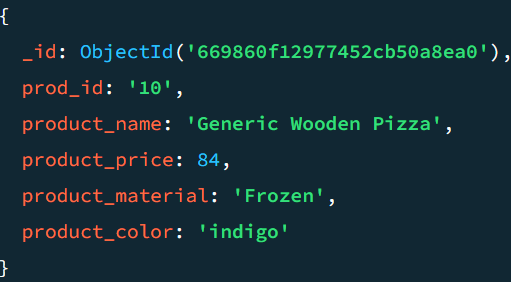 {
_id: ObjectId('669860f12977452cb50a8ea0'),
prod_id: '10',
product_name: 'Generic Wooden Pizza',
product_price: 84,
product_material: 'Frozen',
product_color: 'indigo'
}